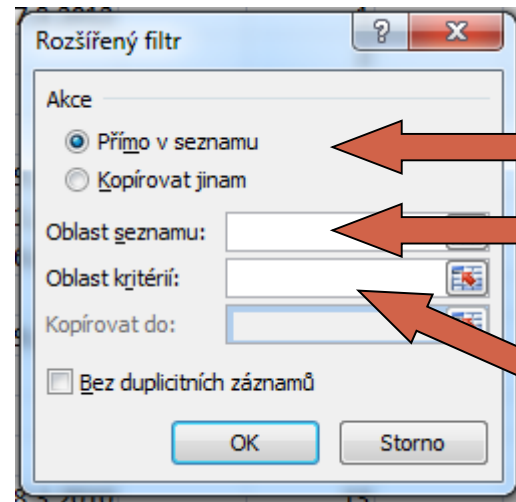 Rozšířený filtr
Akce
Přímo v seznamu
Kopírovat jinam
Oblast seznamu:
Oblast kritérií:
Kopírovat do:
Bez duplicitních záznamů
OK
Storno